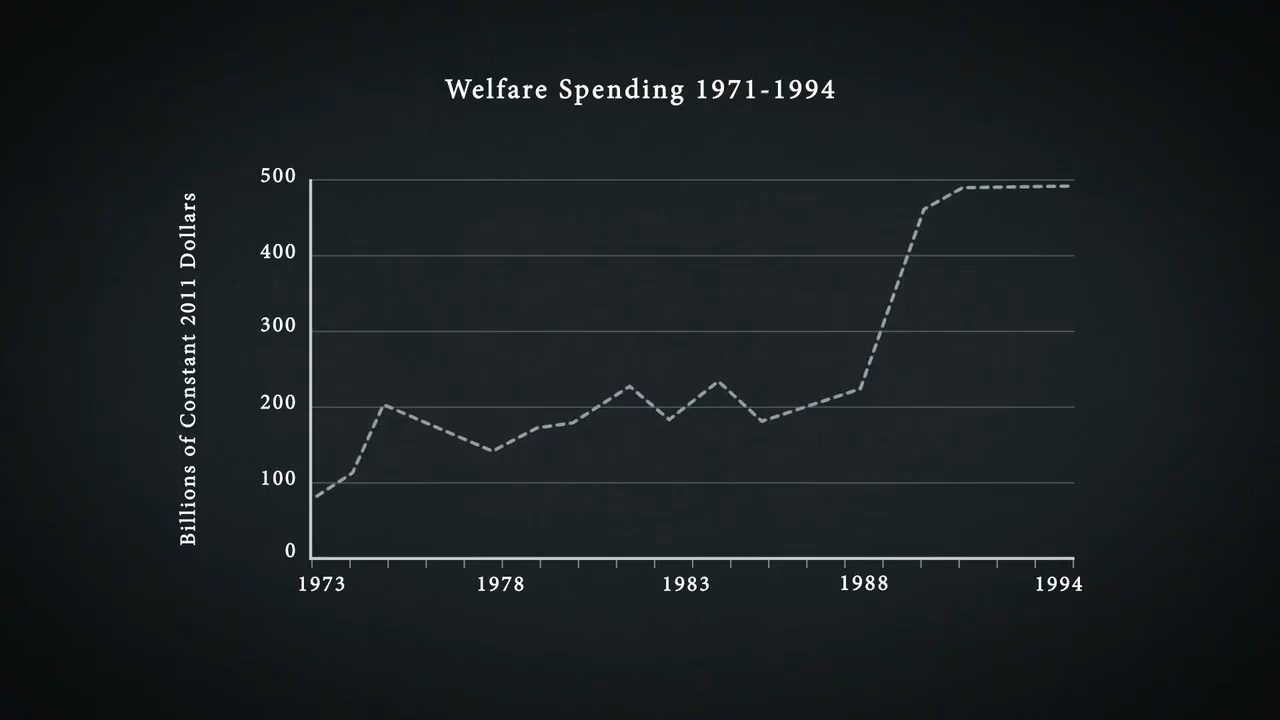 Welfare Spending 1971-1994
Billions of Constant 2011 Dollars
500
400
300
200
100
0
1973 1978 1983 1988 1994